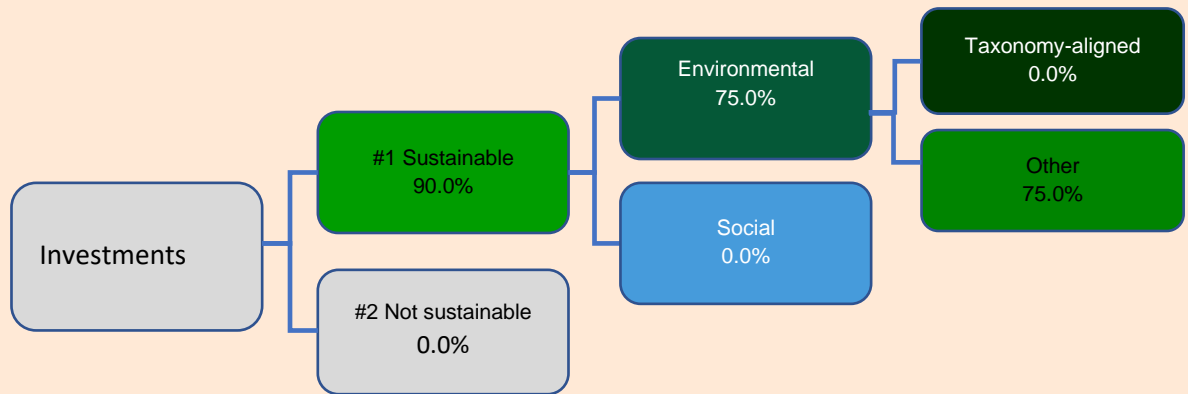 Investments
#1 Sustainable
90.0%
#2 Not sustainable
0.0%
Environmental
75.0%
Social
0.0%
Taxonomy-aligned
0.0%
Other
75.0%